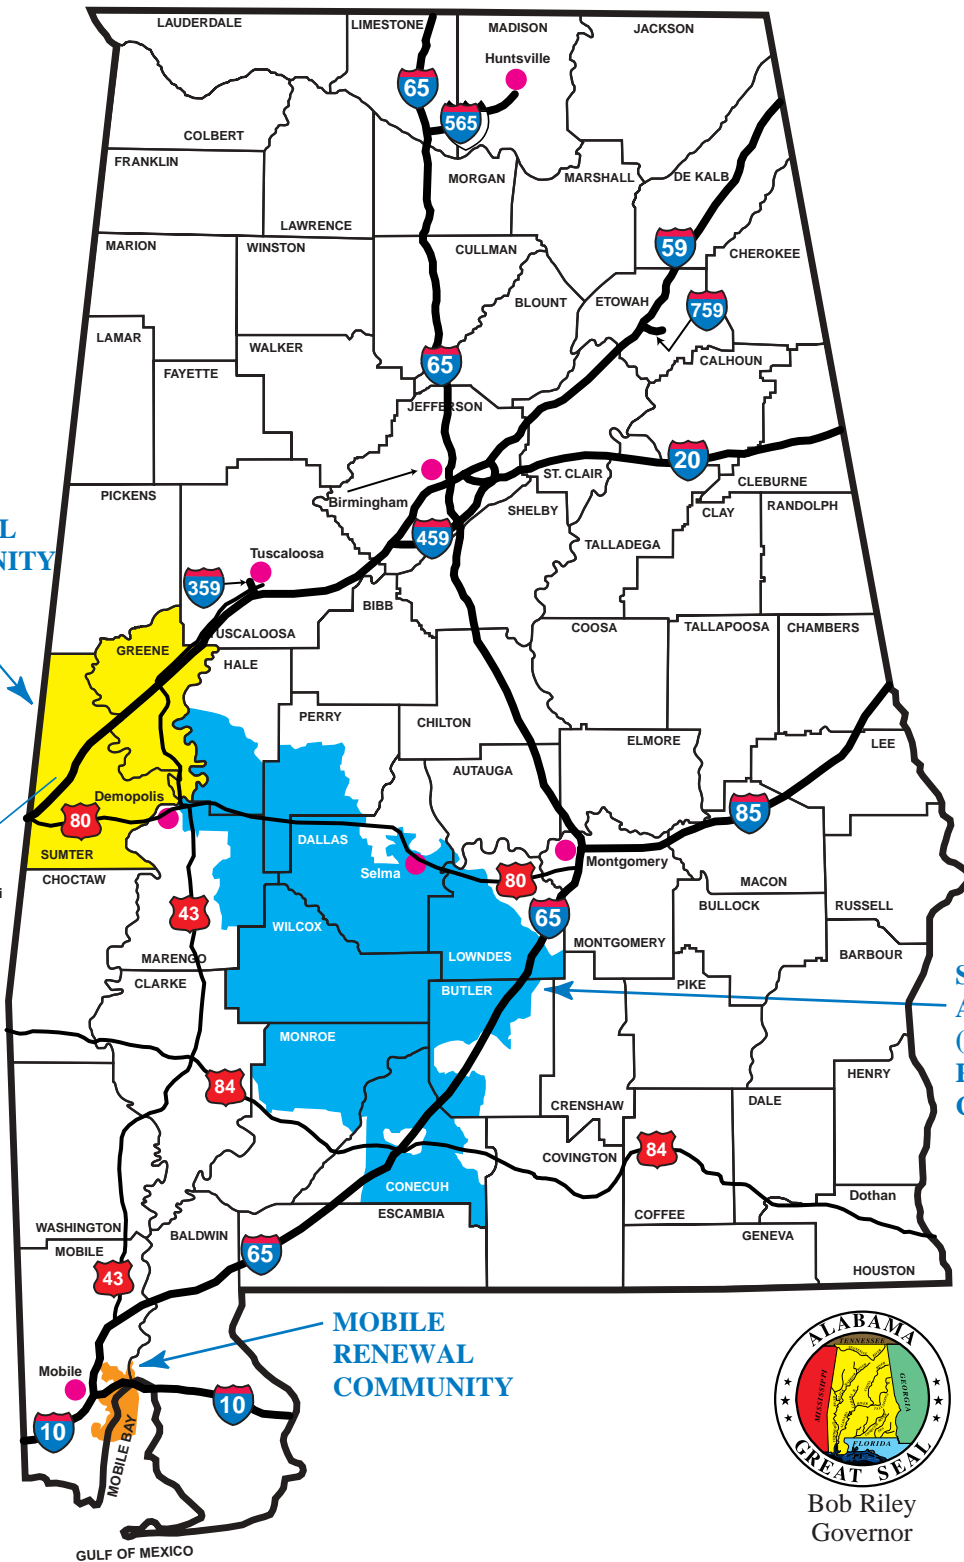 LAUDERDALE
LIMESTONE
MADISON
JACKSON
Huntsville
65
565
COLBERT
FRANKLIN
MORGAN
MARSHALL
DE KALB
LAWRENCE
MARION
WINSTON
CULLMAN
59
CHEROKEE
BLOUNT
ETOWAH
759
LAMAR
WALKER
65
CALHOUN
FAYETTE
JEFFERSON
20
ST. CLAIR
CLEBURNE
PICKENS
Birmingham
SHELBY
CLAY
RANDOLPH
L
NITY
459
TALLADEGA
Tuscaloosa
359
BIBB
TUSCALOOSA
COOSA
TALLAPOOSA
CHAMBERS
GREENE
HALE
PERRY
CHILTON
ELMORE
LEE
AUTAUGA
Demopolis
80
85
DALLAS
SUMTER
Selma
Montgomery
CHOCTAW
80
MACON
i
43
65
BULLOCK
RUSSELL
WILCOX
MONTGOMERY
MARENGO
LOWNDES
BARBOUR
CLARKE
BUTLER
PIKE
S
A
(
E
C
MONROE
HENRY
84
CRENSHAW
DALE
COVINGTON
84
CONECUH
Dothan
ESCAMBIA
COFFEE
WASHINGTON
BALDWIN
GENEVA
MOBILE
65
HOUSTON
43
MOBILE
RENEWAL
COMMUNITY
Mobile
10
10
MOBILE BAY
GULF OF MEXICO
ALABAMA
TENNESSEE
MISSISSIPPI
GEORGIA
FLORIDA
GREAT SEAL
Bob Riley
Governor